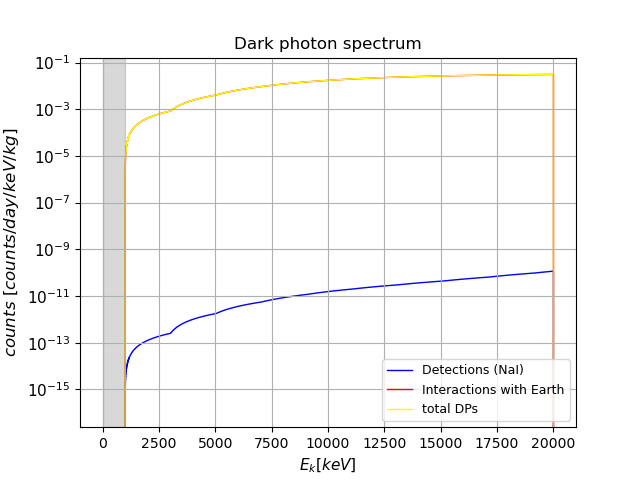 Dark photon spectrum
counts [counts/day/keV/kg]
10⁻¹
10⁻³
10⁻⁵
10⁻⁷
10⁻⁹
10⁻¹¹
10⁻¹³
10⁻¹⁵
Detections (NaI)
Interactions with Earth
total DPs
0 2500 5000 7500 10000 12500 15000 17500 20000
Eₖ[keV]